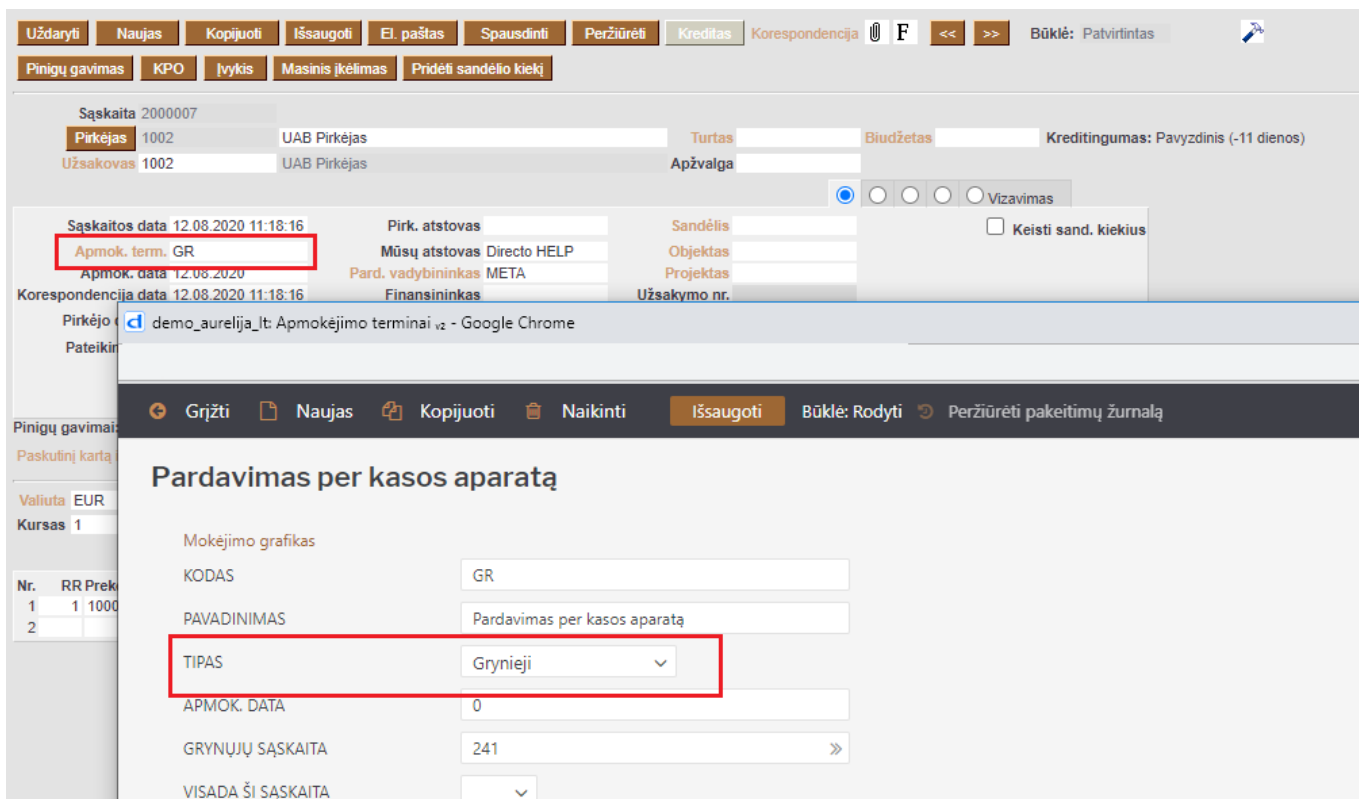 Uždaryti Naujas Kopijuoti Išsaugoti El. paštas Spausdinti Peržiūrėti Kreditas Korespondencija F << >> Būklė: Patvirtintas
Pinigų gavimas KPO Įvykis Masinis įkėlimas Pridėti sandėlio kiekį
Sąskaita 2000007
Pirkėjas 1002 UAB Pirkėjas Turtas Biudžetas Kreditingumas: Pavyzdinis (-11 dienos)
Užsakovas 1002 UAB Pirkėjas Apžvalga
Vizavimas
Sąskaitos data 12.08.2020 11:18:16 Pirk. atstovas Sandėlis Keisti sand. kiekius
Apmok. term. GR Mūsų atstovas Directo HELP Objektas
Apmok. data 12.08.2020 Pard. vadybininkas META Projektas
Korespondencija data 12.08.2020 11:18:16 Finansininkas Užsakymo nr.
Pirkėjo
demo_aurelija_lt: Apmokėjimo terminai v2 - Google Chrome
Pateikin
Grįžti Naujas Kopijuoti Naikinti Išsaugoti Būklė: Rodyti Peržiūrėti pakeitimų žurnalą
Pinigų gavimai:
Paskutinį kartą
Pardavimas per kasos aparatą
Valiuta EUR
Kursas 1
Mokėjimo grafikas
KODAS GR
Nr. RR Prek
1 1 1000
2
PAVADINIMAS Pardavimas per kasos aparatą
TIPAS Grynieji
APMOK. DATA 0
GRYNŲJŲ SĄSKAITA 241
VISADA ŠI SĄSKAITA